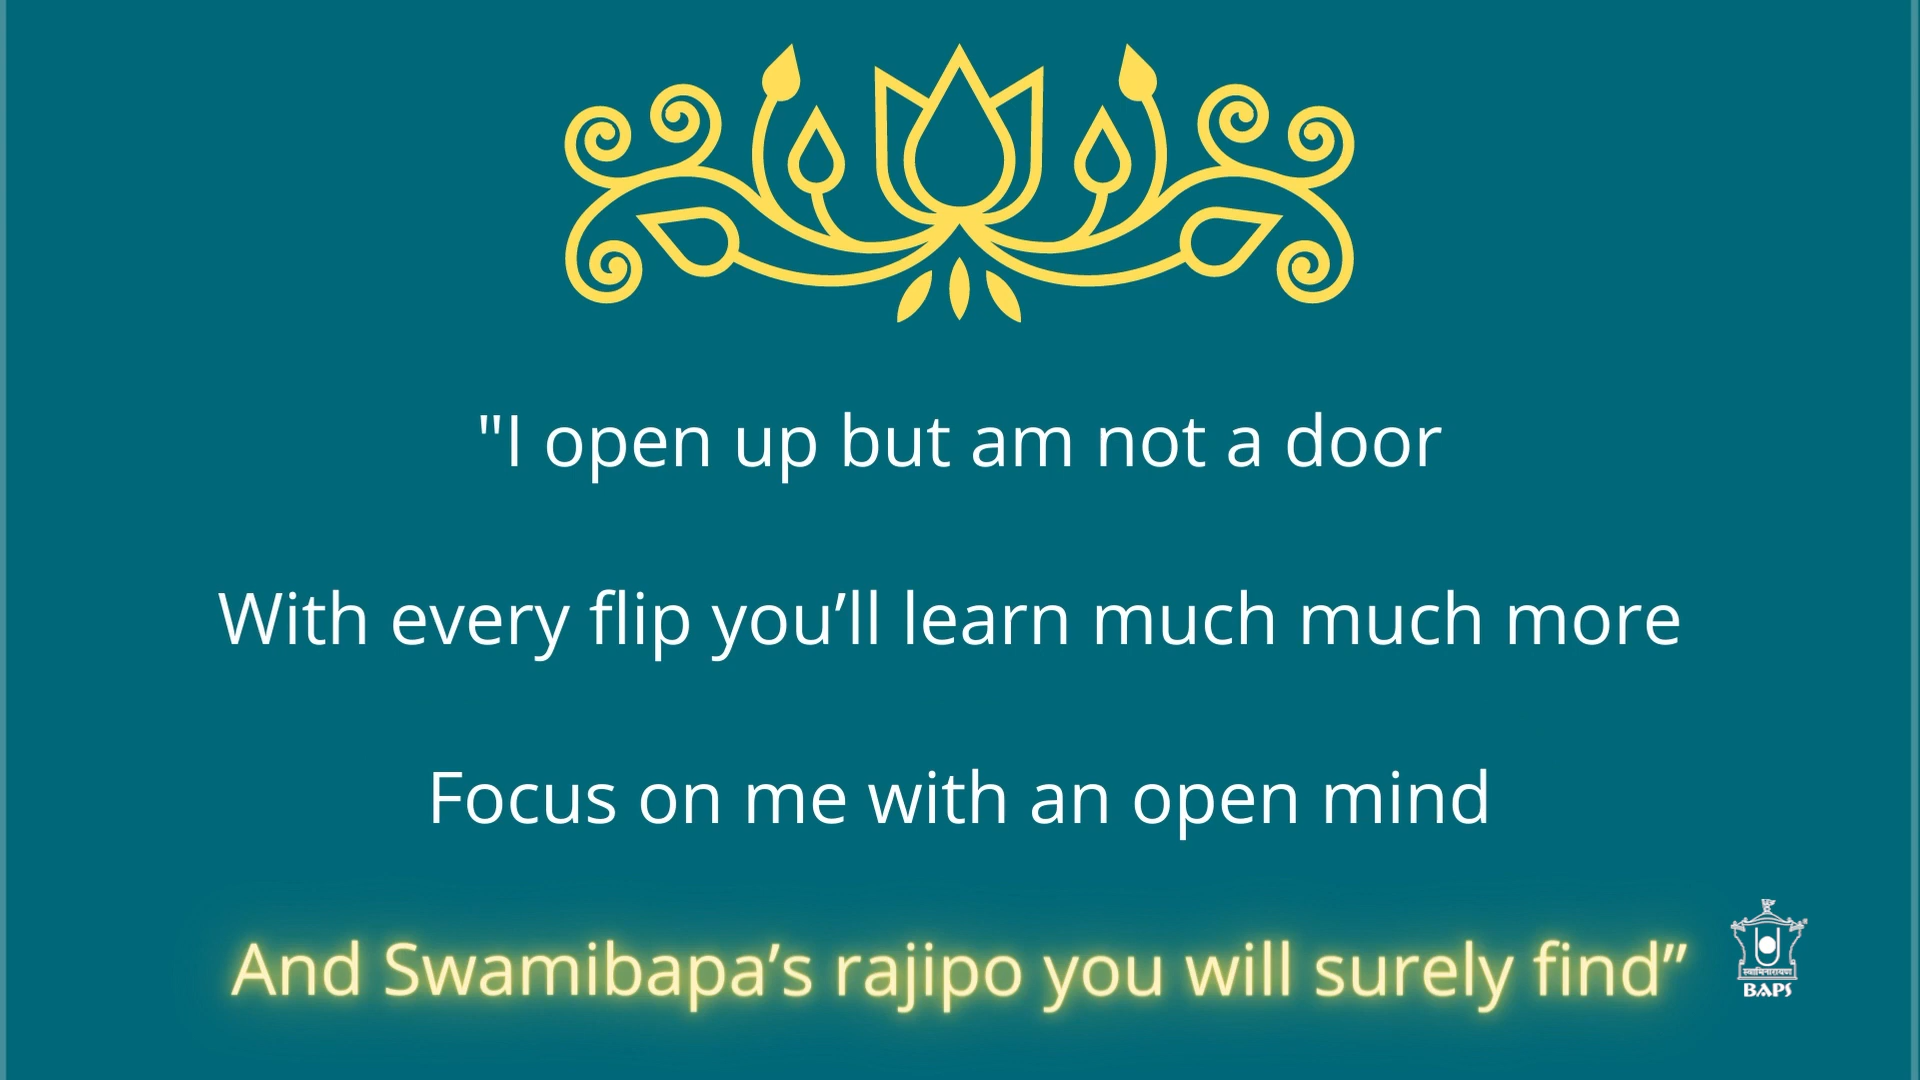 "I open up but am not a door
With every flip you’ll learn much much more
Focus on me with an open mind
And Swamibapa’s rajipo you will surely find”
स्वामिनारायण
BAPS